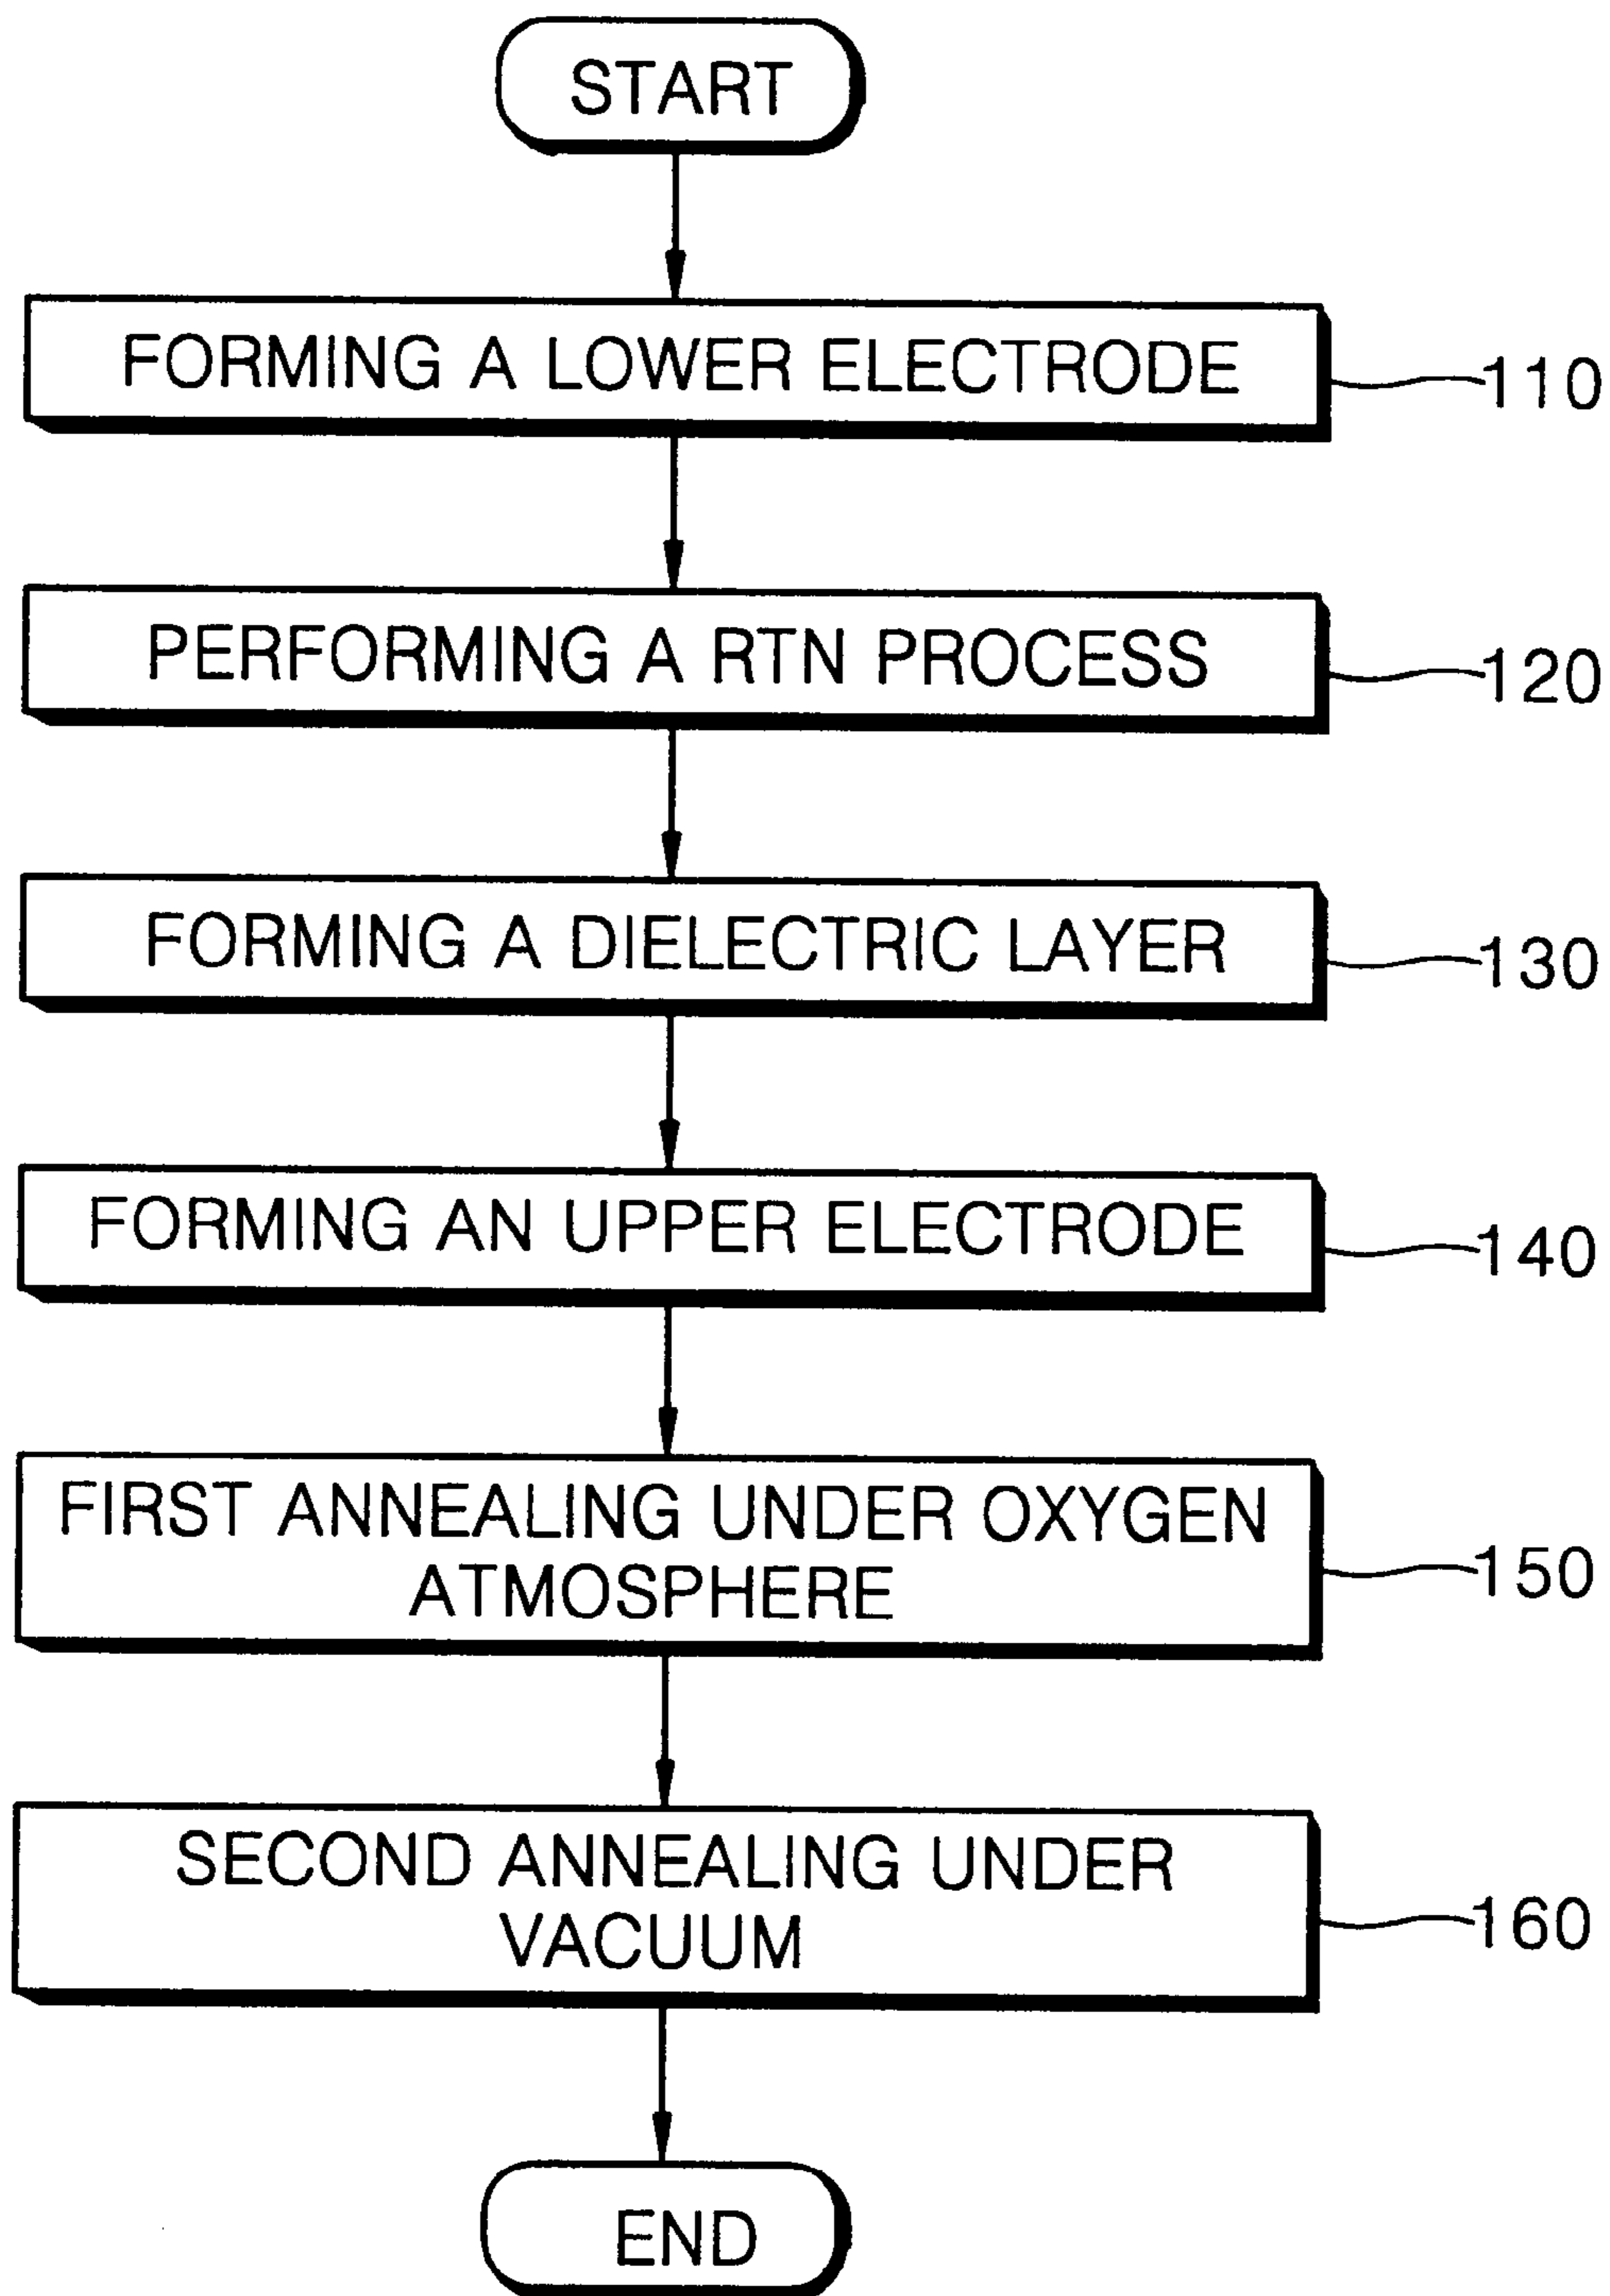 START
FORMING A LOWER ELECTRODE
110
PERFORMING A RTN PROCESS
120
FORMING A DIELECTRIC LAYER
130
FORMING AN UPPER ELECTRODE
140
FIRST ANNEALING UNDER OXYGEN
ATMOSPHERE
150
SECOND ANNEALING UNDER
VACUUM
160
END